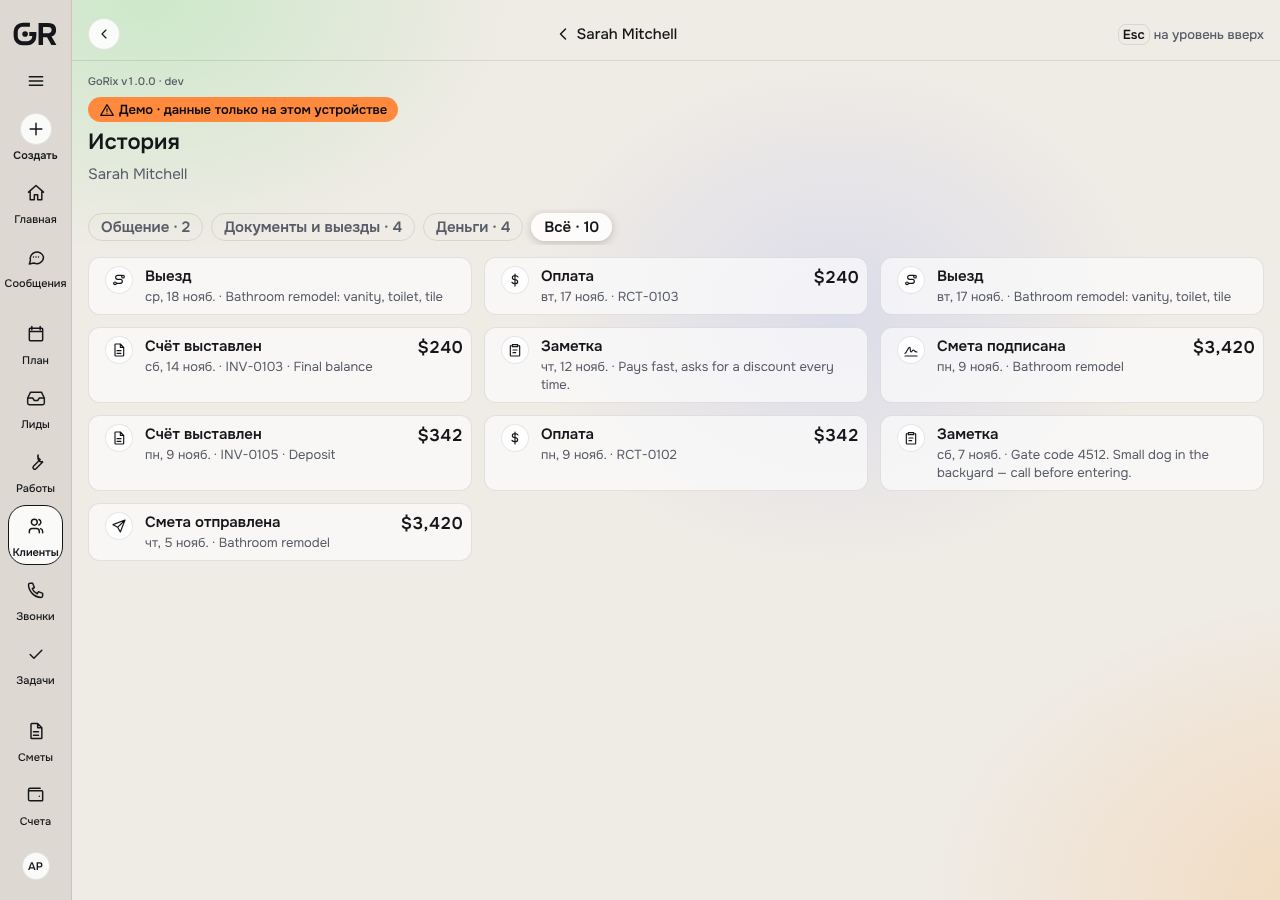 GR
Sarah Mitchell
Esc на уровень вверх
GoRix v1.0.0 · dev
Демо · данные только на этом устройстве
История
Sarah Mitchell
Создать
Главная
Сообщения
План
Лиды
Работы
Клиенты
Звонки
Задачи
Сметы
Счета
AP
Общение · 2
Документы и выезды · 4
Деньги · 4
Всё · 10
Выезд
ср, 18 нояб. · Bathroom remodel: vanity, toilet, tile
Оплата
$240
вт, 17 нояб. · RCT-0103
Выезд
вт, 17 нояб. · Bathroom remodel: vanity, toilet, tile
Счёт выставлен
$240
сб, 14 нояб. · INV-0103 · Final balance
Заметка
чт, 12 нояб. · Pays fast, asks for a discount every
time.
Смета подписана
$3,420
пн, 9 нояб. · Bathroom remodel
Счёт выставлен
$342
пн, 9 нояб. · INV-0105 · Deposit
Оплата
$342
пн, 9 нояб. · RCT-0102
Заметка
сб, 7 нояб. · Gate code 4512. Small dog in the
backyard — call before entering.
Смета отправлена
$3,420
чт, 5 нояб. · Bathroom remodel